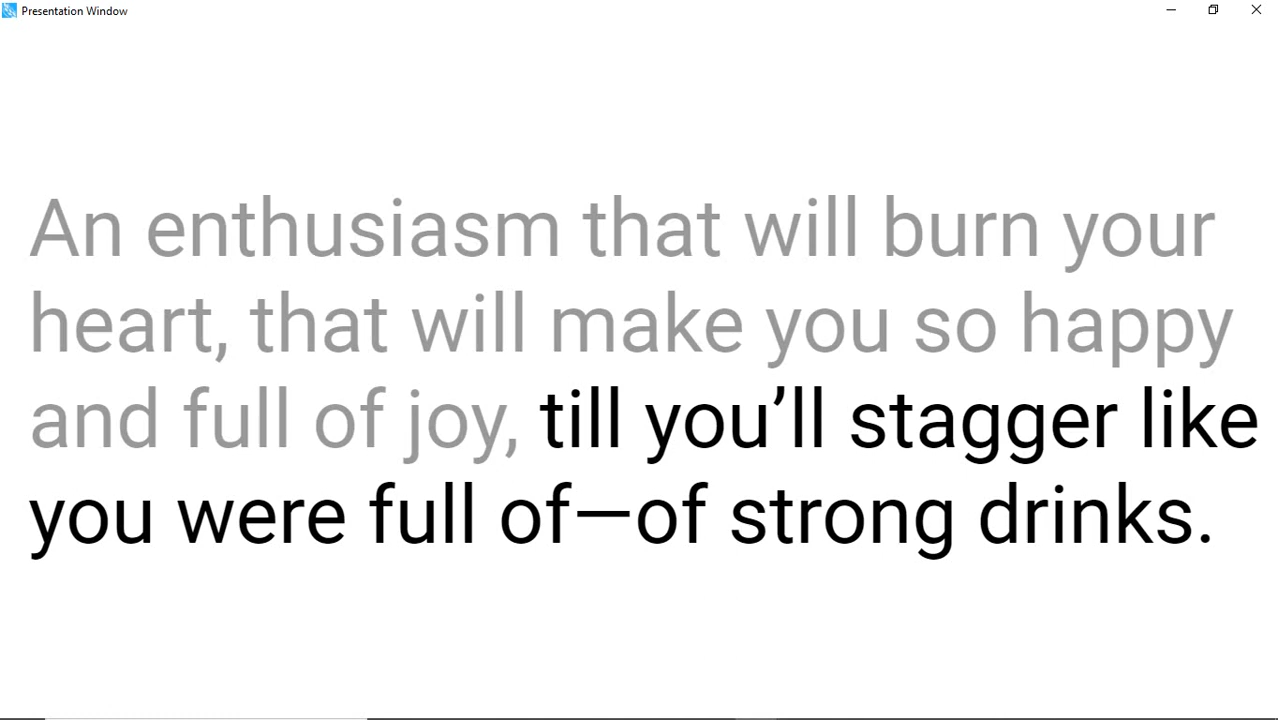 Presentation Window
An enthusiasm that will burn your
heart, that will make you so happy
and full of joy, till you’ll stagger like
you were full of—of strong drinks.